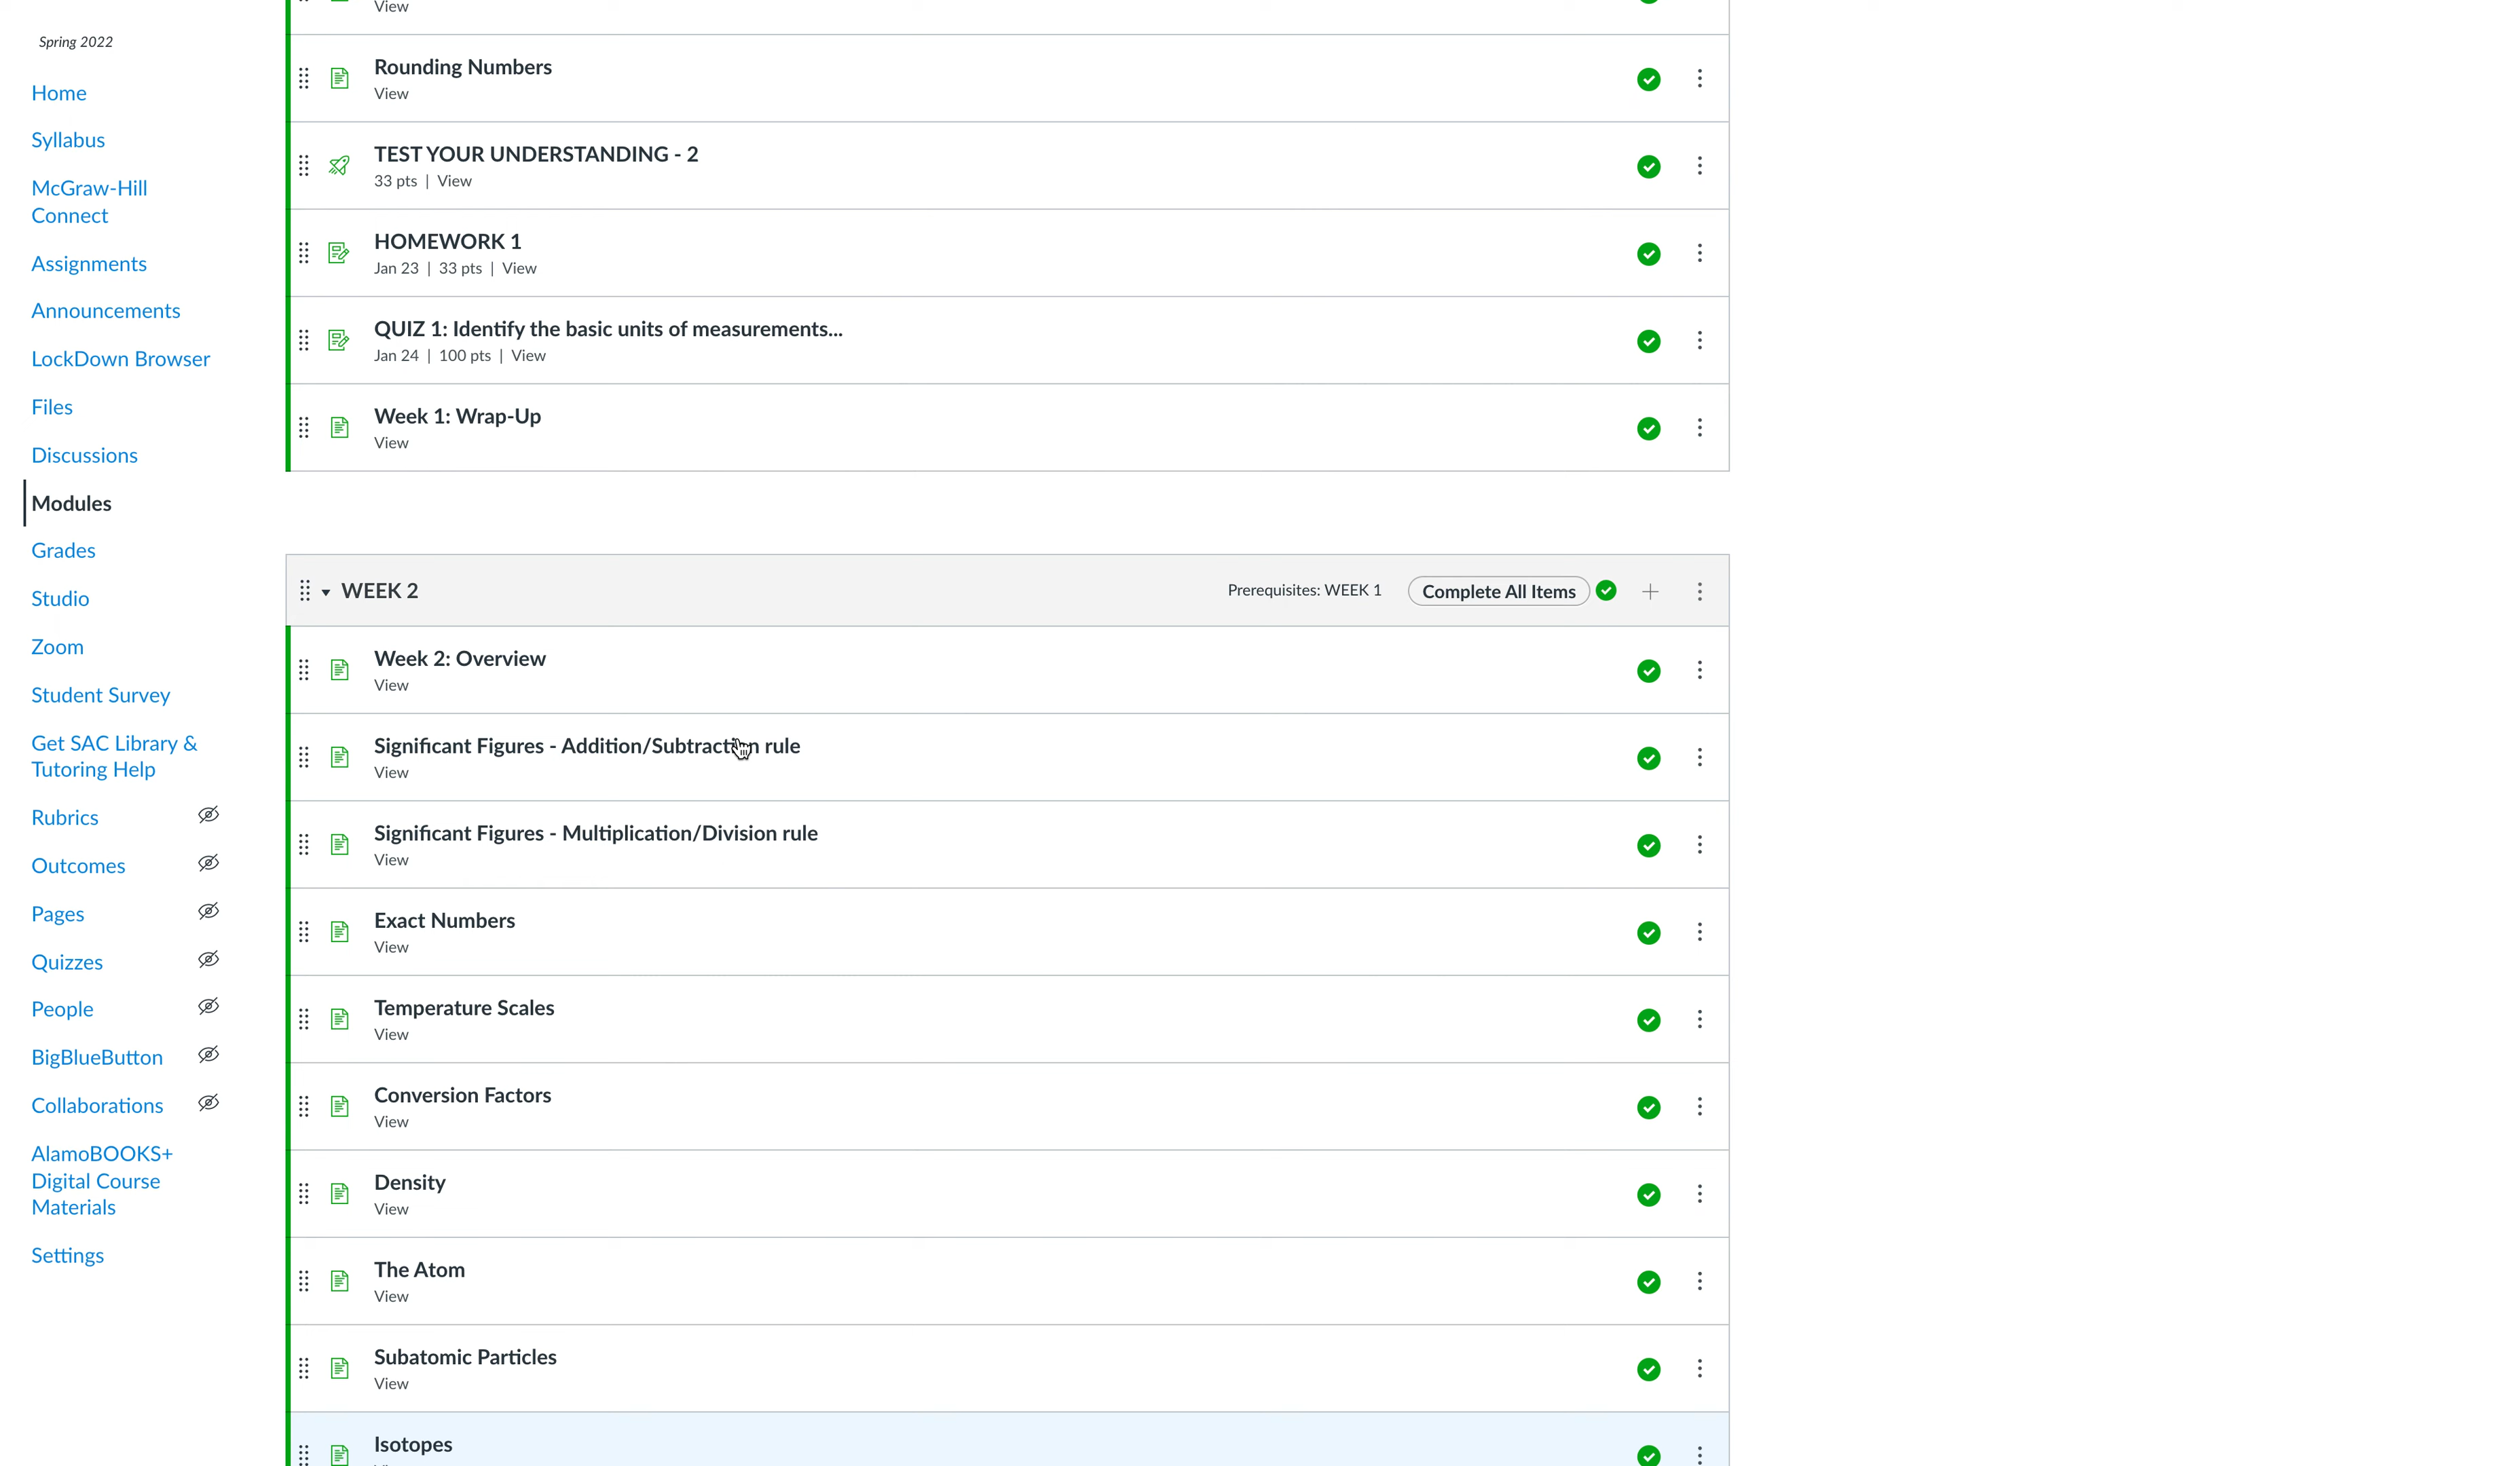 Spring 2022
Home
Syllabus
McGraw-Hill
Connect
Assignments
Announcements
LockDown Browser
Files
Discussions
Modules
Grades
Studio
Zoom
Student Survey
Get SAC Library &
Tutoring Help
Rubrics
Outcomes
Pages
Quizzes
People
BigBlueButton
Collaborations
AlamoBOOKS+
Digital Course
Materials
Settings
View
Rounding Numbers
View
TEST YOUR UNDERSTANDING - 2
33 pts | View
HOMEWORK 1
Jan 23 | 33 pts | View
QUIZ 1: Identify the basic units of measurements...
Jan 24 | 100 pts | View
Week 1: Wrap-Up
View
WEEK 2 Prerequisites: WEEK 1 Complete All Items
Week 2: Overview
View
Significant Figures - Addition/Subtraction rule
View
Significant Figures - Multiplication/Division rule
View
Exact Numbers
View
Temperature Scales
View
Conversion Factors
View
Density
View
The Atom
View
Subatomic Particles
View
Isotopes